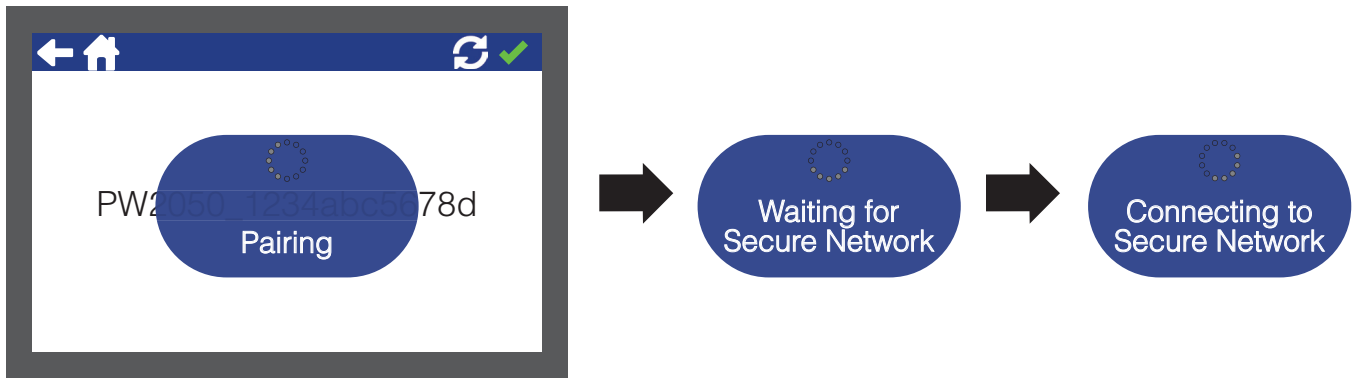 PW2050_1234abc5678d
Pairing
Waiting for
Secure Network
Connecting to
Secure Network